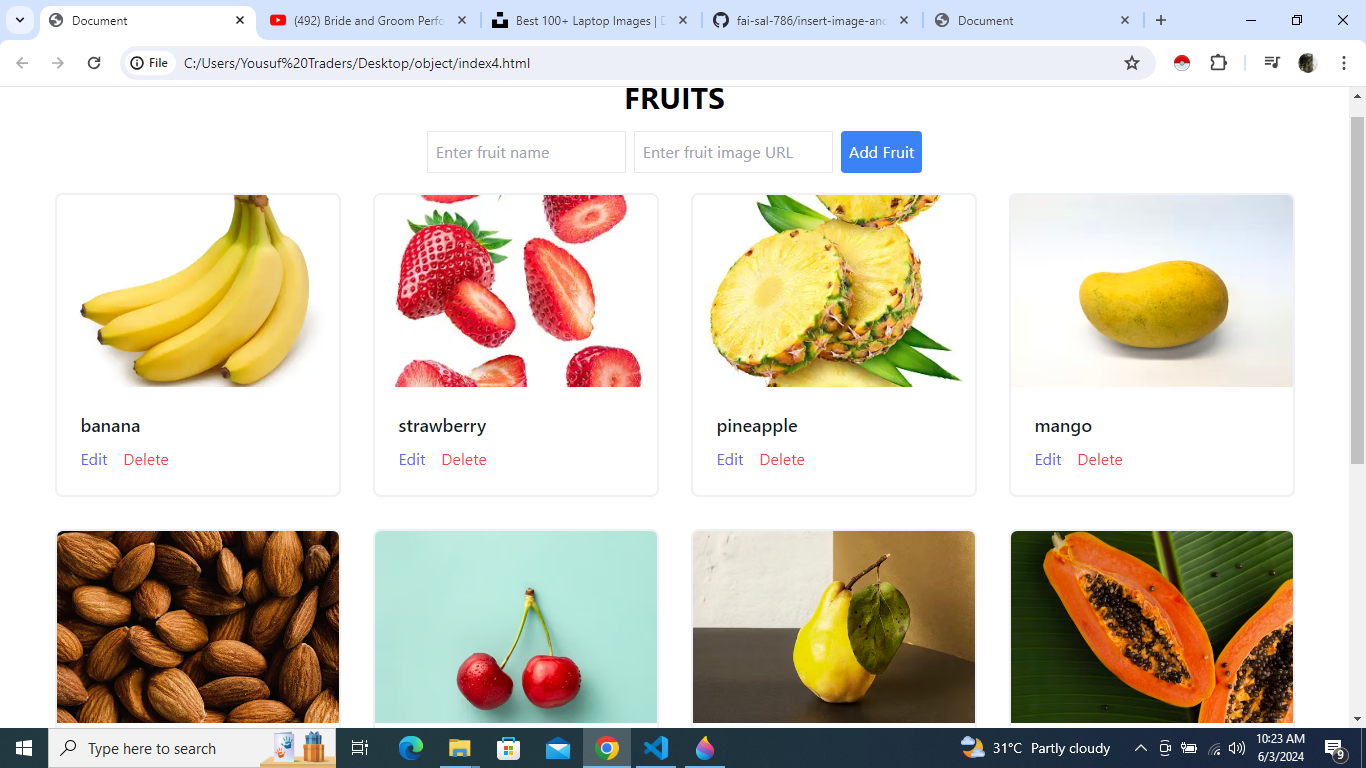 Document
(492) Bride and Groom Perfo
Best 100+ Laptop Images | D
fai-sal-786/insert-image-and
Document
File
C:/Users/Yousuf%20Traders/Desktop/object/index4.html
FRUITS
Enter fruit name
Enter fruit image URL
Add Fruit
banana
strawberry
pineapple
mango
Edit Delete
Edit Delete
Edit Delete
Edit Delete
Type here to search
31°C Partly cloudy
10:23 AM
6/3/2024
9